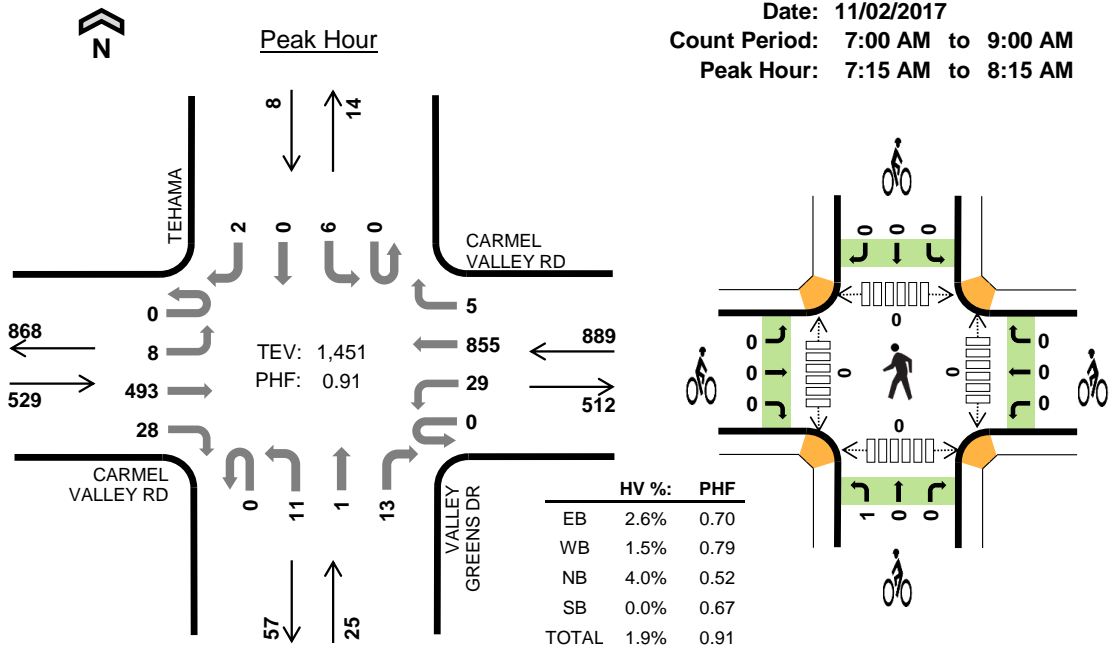 N
Peak Hour
Date: 11/02/2017
Count Period: 7:00 AM to 9:00 AM
Peak Hour: 7:15 AM to 8:15 AM
8
14
TEHAMA
2
0
6
0
CARMEL
VALLEY RD
0
8
493
28
868
529
TEV: 1,451
PHF: 0.91
5
855
29
0
889
512
CARMEL
VALLEY RD
0
11
1
13
VALLEY
GREENS DR
57
25
0
0
0
0
0
0
0
0
0
0
0
0
0
1
0
0
HV %: PHF
EB 2.6% 0.70
WB 1.5% 0.79
NB 4.0% 0.52
SB 0.0% 0.67
TOTAL 1.9% 0.91